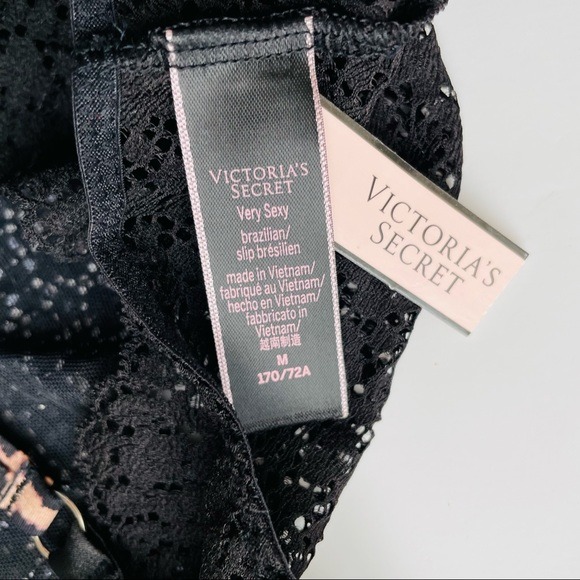 VICTORIA'S
SECRET
Very Sexy
brazilian/
slip brésilien
made in Vietnam/
fabriqué au Vietnam/
hecho en Vietnam/
fabbricato in
Vietnam/
越南制造
M
170/72A
VICTORIA'S
SECRET